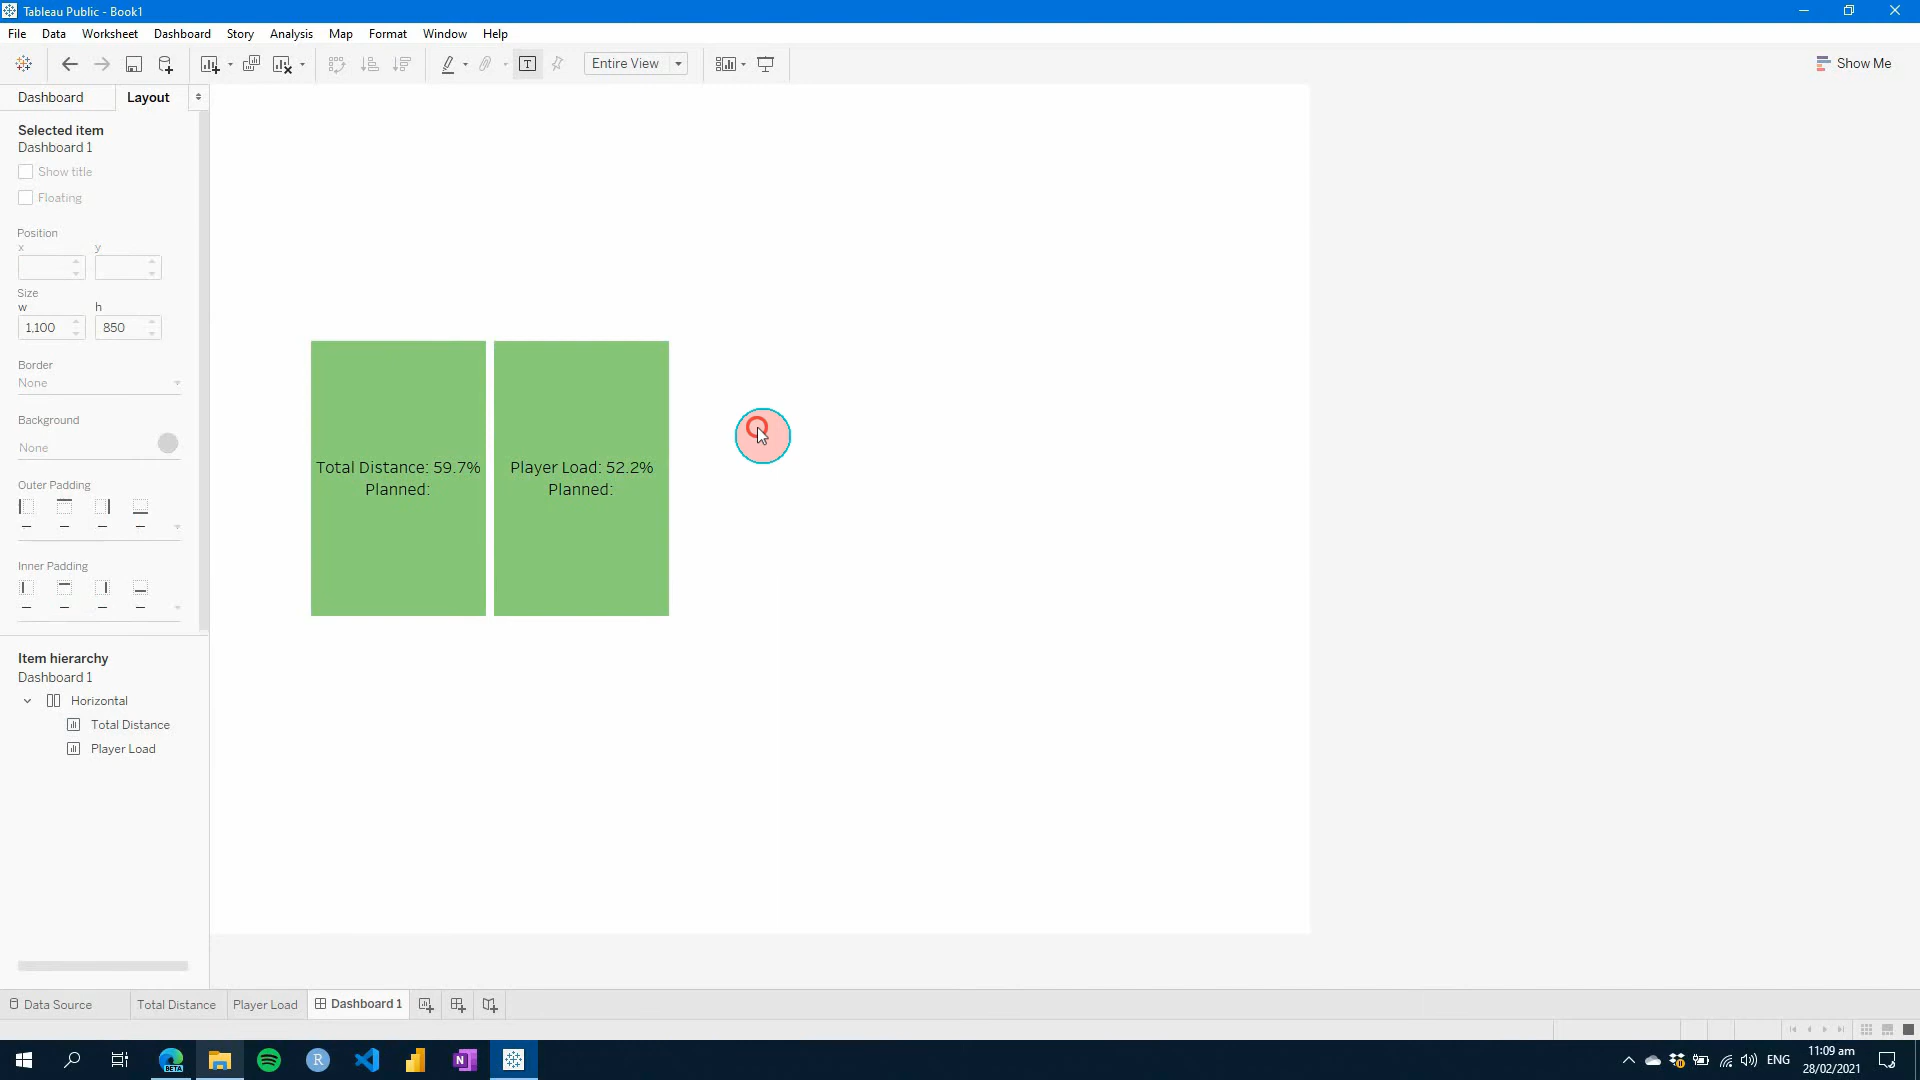 Tableau Public - Book1
File Data Worksheet Dashboard Story Analysis Map Format Window Help
Entire View
Show Me
Dashboard Layout
Selected item
Dashboard 1
Show title
Floating
Position
x y
Size
w h
1,100 850
Border
None
Background
None
Outer Padding
Inner Padding
Item hierarchy
Dashboard 1
Horizontal
Total Distance
Player Load
Total Distance: 59.7%
Planned:
Player Load: 52.2%
Planned:
Data Source Total Distance Player Load Dashboard 1
BETA
R
N
ENG
11:09 am
28/02/2021